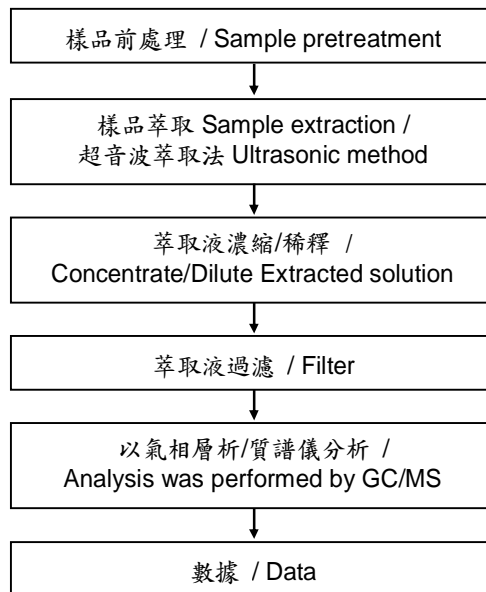 樣品前處理 / Sample pretreatment
樣品萃取 Sample extraction /
超音波萃取法 Ultrasonic method
萃取液濃縮/稀釋 /
Concentrate/Dilute Extracted solution
萃取液過濾 / Filter
以氣相層析/質譜儀分析 /
Analysis was performed by GC/MS
數據 / Data